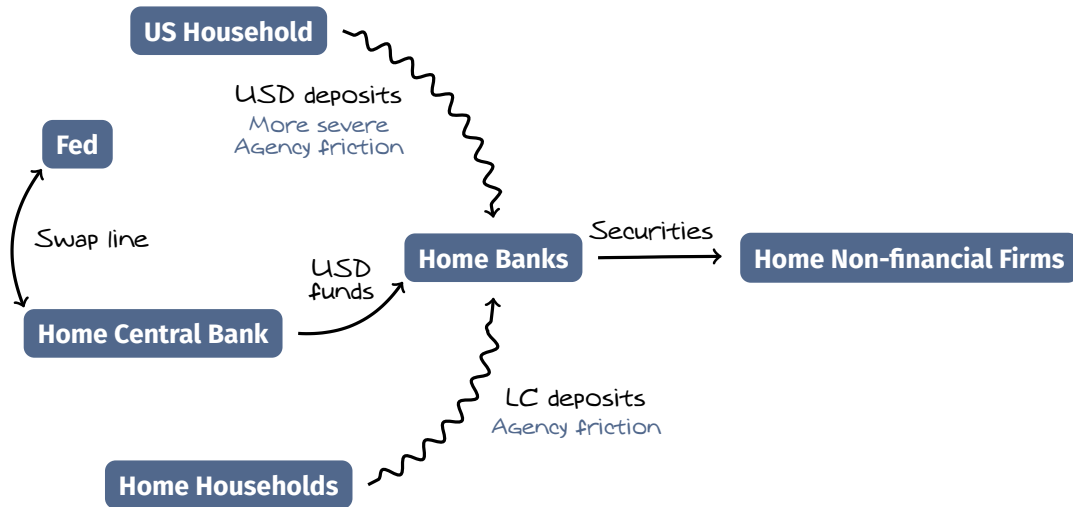 US Household
USD deposits
More severe
Agency friction
Fed
Swap line
USD
funds
Home Banks
Securities
Home Non-financial Firms
Home Central Bank
LC deposits
Agency friction
Home Households